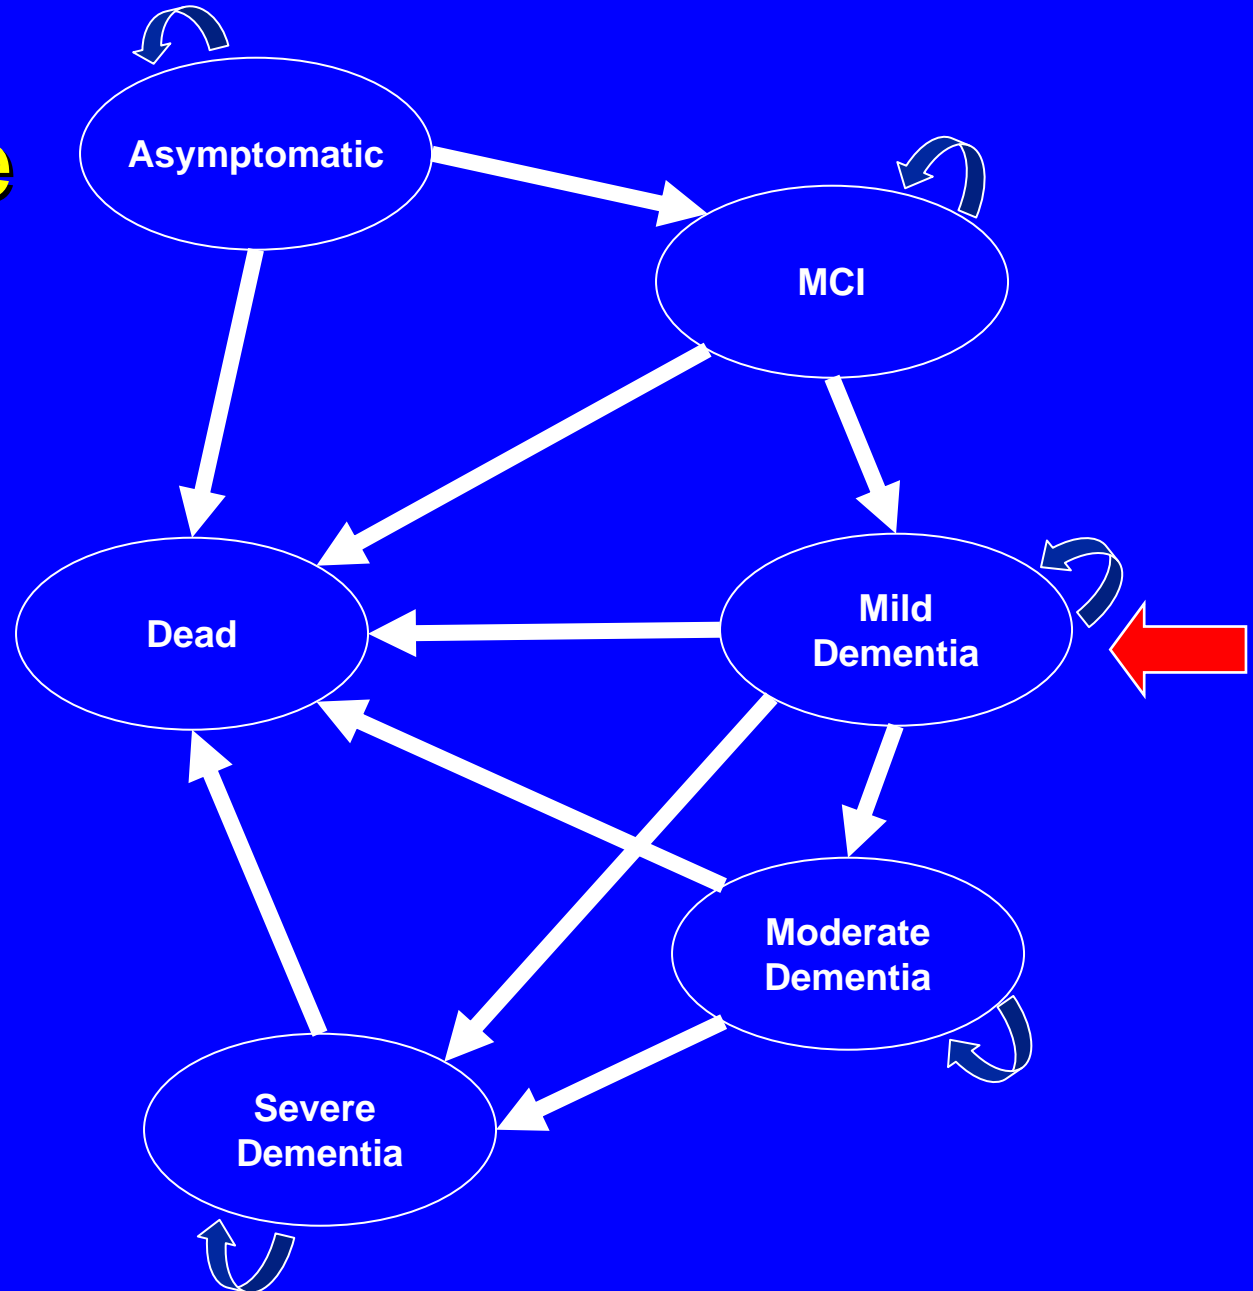 Asymptomatic
e
MCI
Dead
Mild
Dementia
Moderate
Dementia
Severe
Dementia